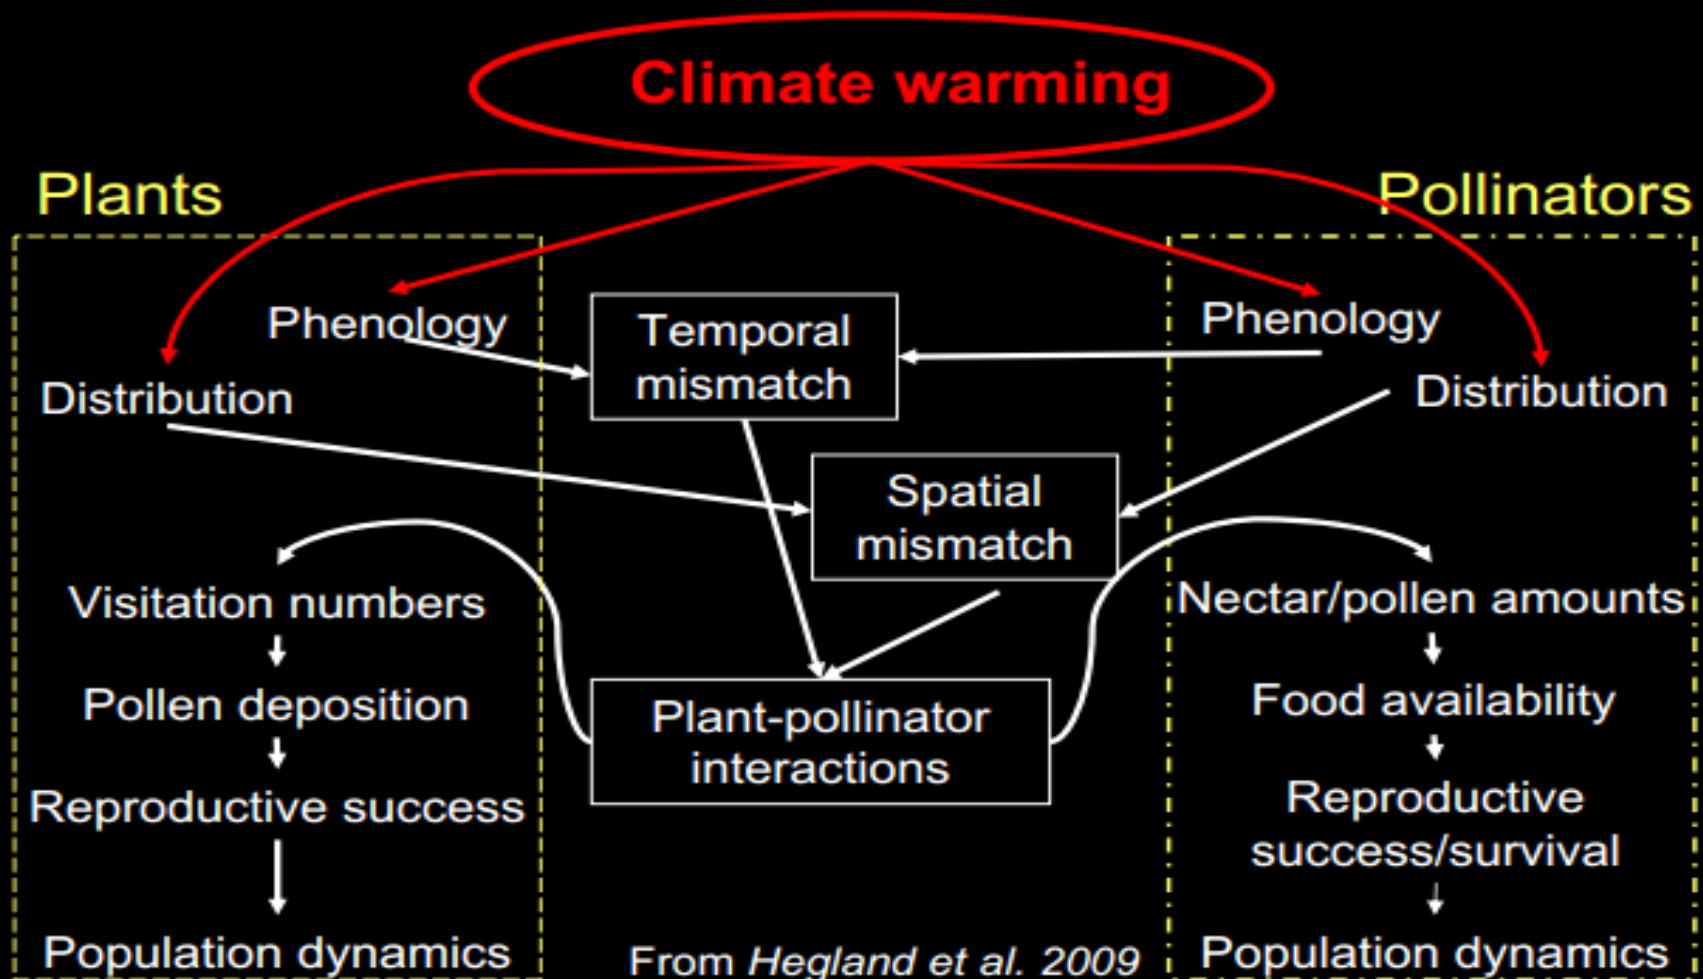 Climate warming
Plants
Pollinators
Phenology
Temporal
mismatch
Phenology
Distribution
Distribution
Spatial
mismatch
Visitation numbers
Nectar/pollen amounts
Pollen deposition
Food availability
Plant-pollinator
interactions
Reproductive success
Reproductive
success/survival
Population dynamics
From Hegland et al. 2009
Population dynamics